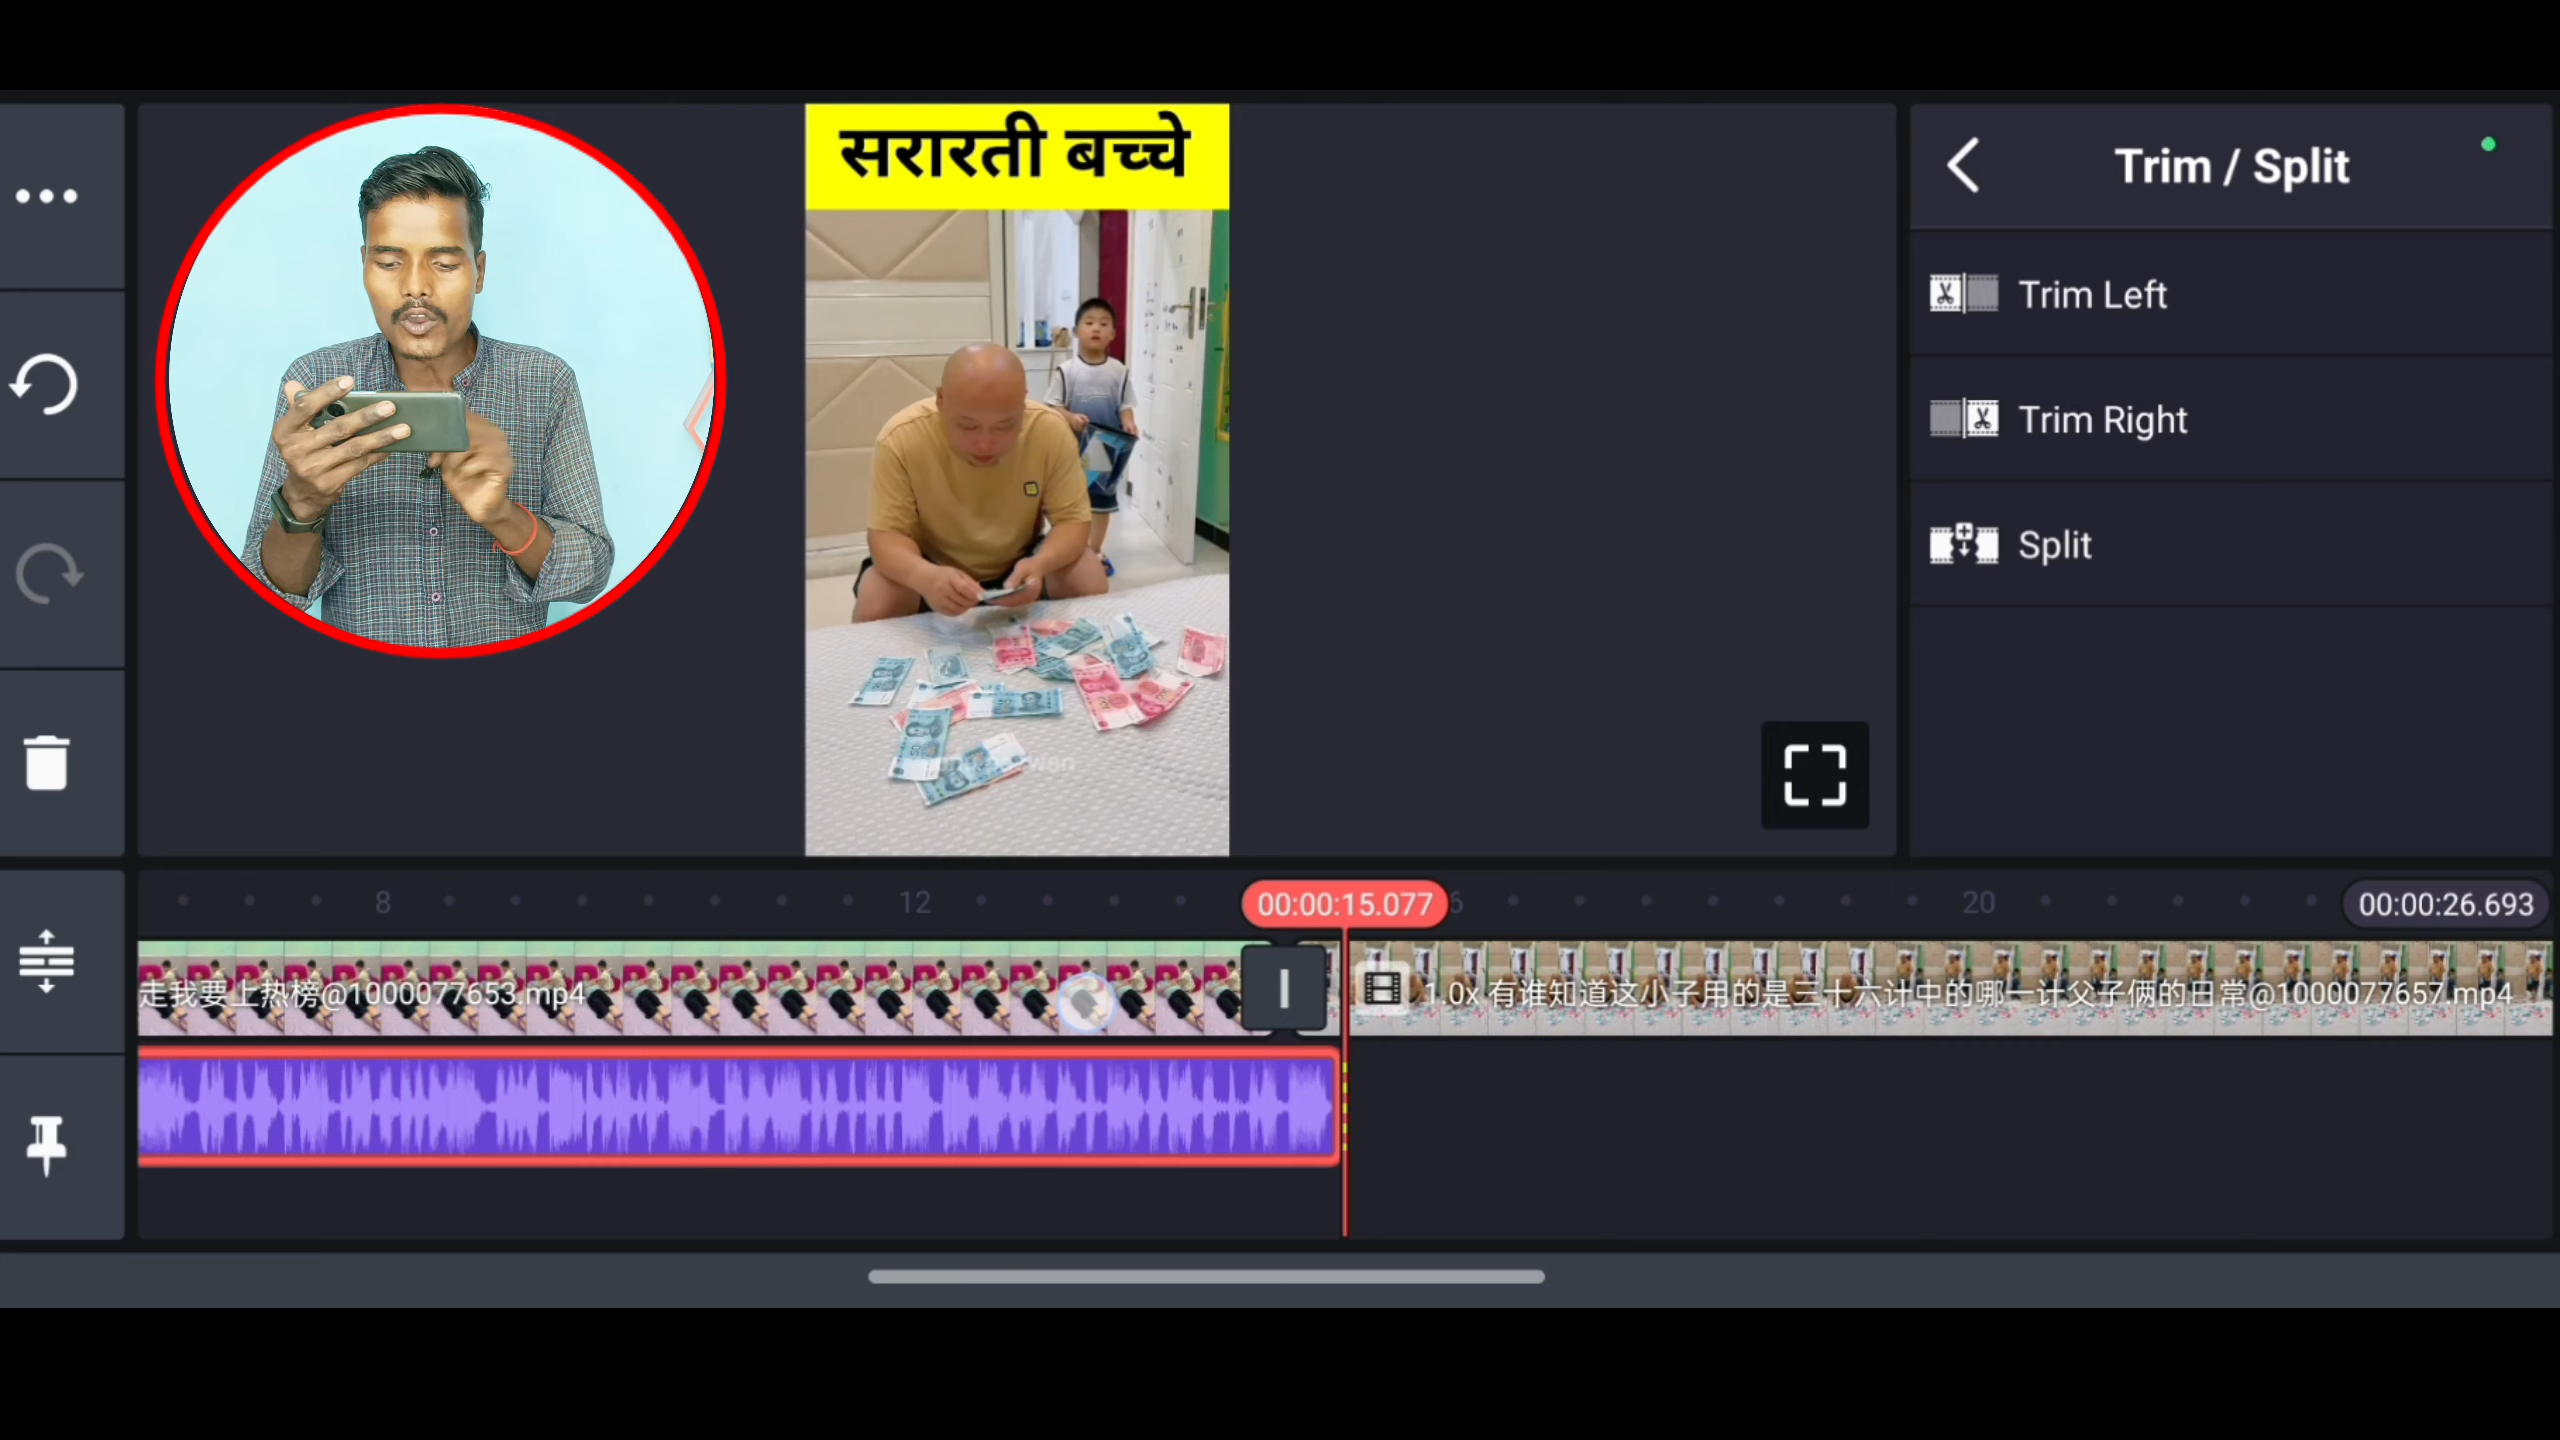 सरारती बच्चे
Trim / Split
Trim Left
Trim Right
Split
8
12
00:00:15.077
6
20
00:00:26.693
走我要上热榜@1000077653.mp4
1.0x 有谁知道这小子用的是三十六计中的哪一计父子俩的日常@1000077657.mp4